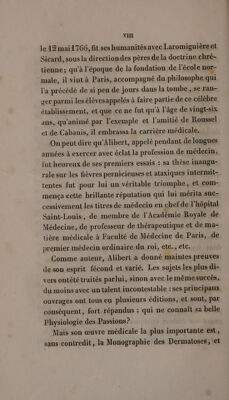 VIII
le 12 mai 1766, fit ses humanités avec Laromiguière et
Sicard, sous la direction des pères de la doctrine chré-
tienne; qu'à l'époque de la fondation de l'école nor-
male, il vint à Paris, accompagné du philosophe qui
l'a précédé de si peu de jours dans la tombe, se ran-
ger parmi les élèves appelés à faire partie de ce célèbre
établissement, et que ce ne fut qu'à l'âge de vingt-six
ans, qu'animé par l'exemple et l'amitié de Roussel
et de Cabanis, il embrassa la carrière médicale.
On peut dire qu'Alibert, appelé pendant de longues
années à exercer avec éclat la profession de médecin,
fut heureux de ses premiers essais : sa thèse inaugu-
rale sur les fièvres pernicieuses et ataxiques intermit-
tentes fut pour lui un véritable triomphe, et com-
mença cette brillante réputation qui lui mérita suc-
cessivement les titres de médecin en chef de l'hôpital
Saint-Louis, de membre de l'Académie Royale de
Médecine, de professeur de thérapeutique et de ma-
tière médicale à Faculté de Médecine de Paris, de
premier médecin ordinaire du roi, etc., etc.
Comme auteur, Alibert a donné maintes preuves
de son esprit fécond et varié. Les sujets les plus di-
vers ont été traités par lui, sinon avec le même succès,
du moins avec un talent incontestable : ses principaux
ouvrages ont tous eu plusieurs éditions, et sont, par
conséquent, fort répandus : qui ne connaît sa belle
Physiologie des Passions?
Mais son œuvre médicale la plus importante est,
sans contredit, la Monographie des Dermatoses, et